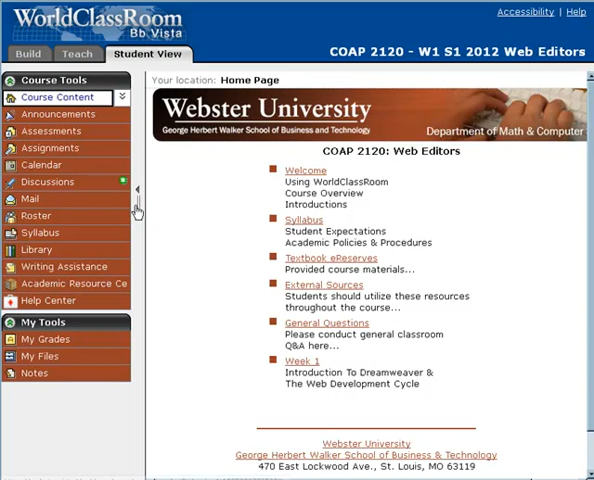 WorldClassRoom
Bb Vista
Accessibility | Help
Build Teach Student View
COAP 2120 - W1 S1 2012 Web Editors
Course Tools
Course Content
Announcements
Assessments
Assignments
Calendar
Discussions
Mail
Roster
Syllabus
Library
Writing Assistance
Academic Resource Ce
Help Center
My Tools
My Grades
My Files
Notes
Your location: Home Page
Webster University
George Herbert Walker School of Business and Technology
Department of Math & Computer
COAP 2120: Web Editors
Welcome
Using WorldClassRoom
Course Overview
Introductions
Syllabus
Student Expectations
Academic Policies & Procedures
Textbook eReserves
Provided course materials...
External Sources
Students should utilize these resources
throughout the course...
General Questions
Please conduct general classroom
Q&A here...
Week 1
Introduction To Dreamweaver &
The Web Development Cycle
Webster University
George Herbert Walker School of Business & Technology
470 East Lockwood Ave., St. Louis, MO 63119